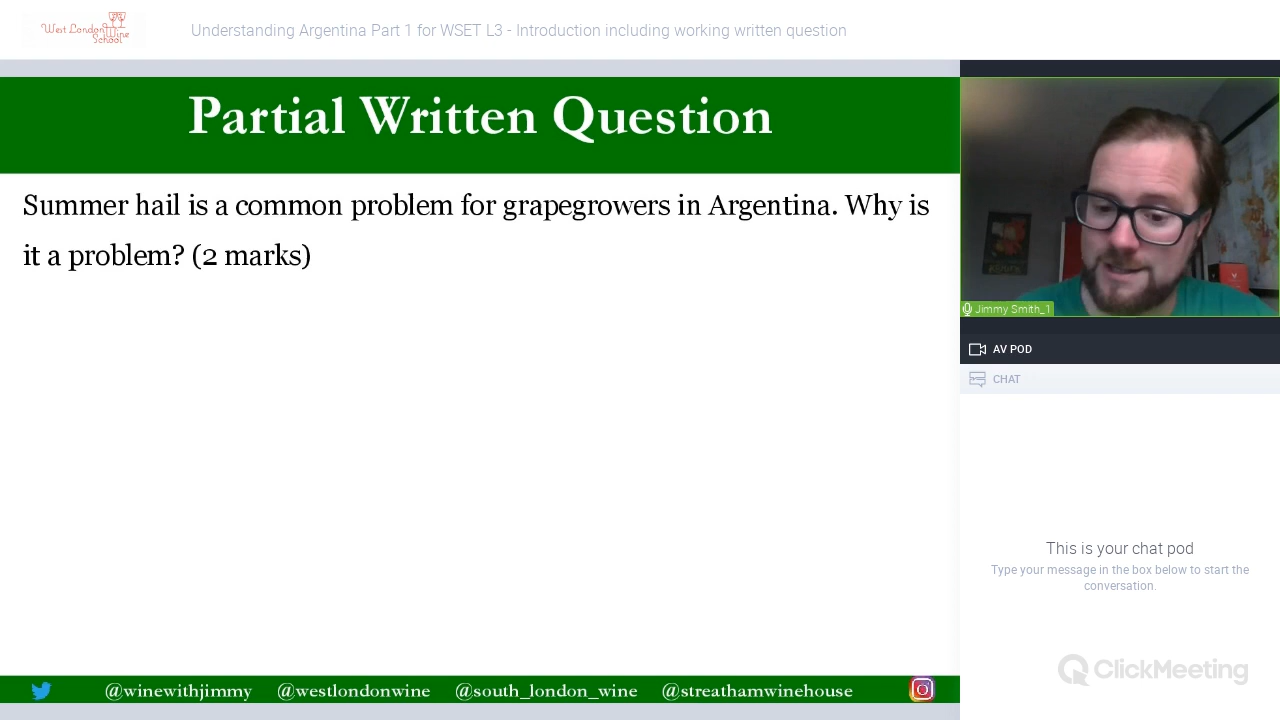 West London Wine School
Understanding Argentina Part 1 for WSET L3 - Introduction including working written question
Partial Written Question
Summer hail is a common problem for grapegrowers in Argentina. Why is
it a problem? (2 marks)
Jimmy Smith_1
AV POD
CHAT
This is your chat pod
Type your message in the box below to start the
conversation.
ClickMeeting
@winewithjimmy @westlondonwine @south_london_wine @streathamwinehouse